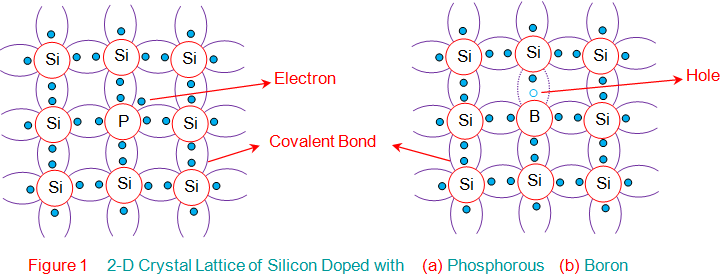 Si Si Si
Si Si Si
Electron
Hole
Si P Si
Si B Si
Covalent Bond
Si Si Si
Si Si Si
Figure 1 2-D Crystal Lattice of Silicon Doped with (a) Phosphorous (b) Boron